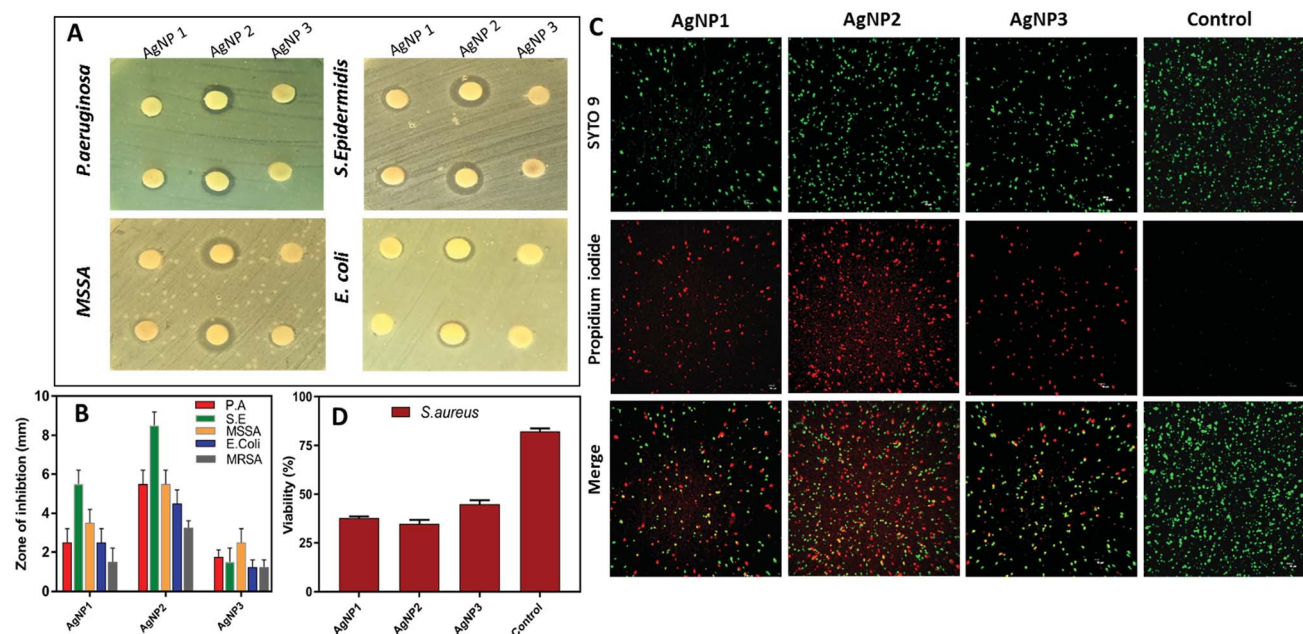 A
AgNP 1
AgNP 2
AgNP 3
AgNP 1
AgNP 2
AgNP 3
P.aeruginosa
S.Epidermidis
MSSA
E. coli
B
Zone of inhibtion (mm)
10
8
6
4
2
0
P.A
S.E
MSSA
E.Coli
MRSA
AgNP1
AgNP2
AgNP3
D
S.aureus
Viability (%)
100
75
50
25
0
AgNP1
AgNP2
AgNP3
Control
C
AgNP1
AgNP2
AgNP3
Control
SYTO 9
Propidium iodide
Merge